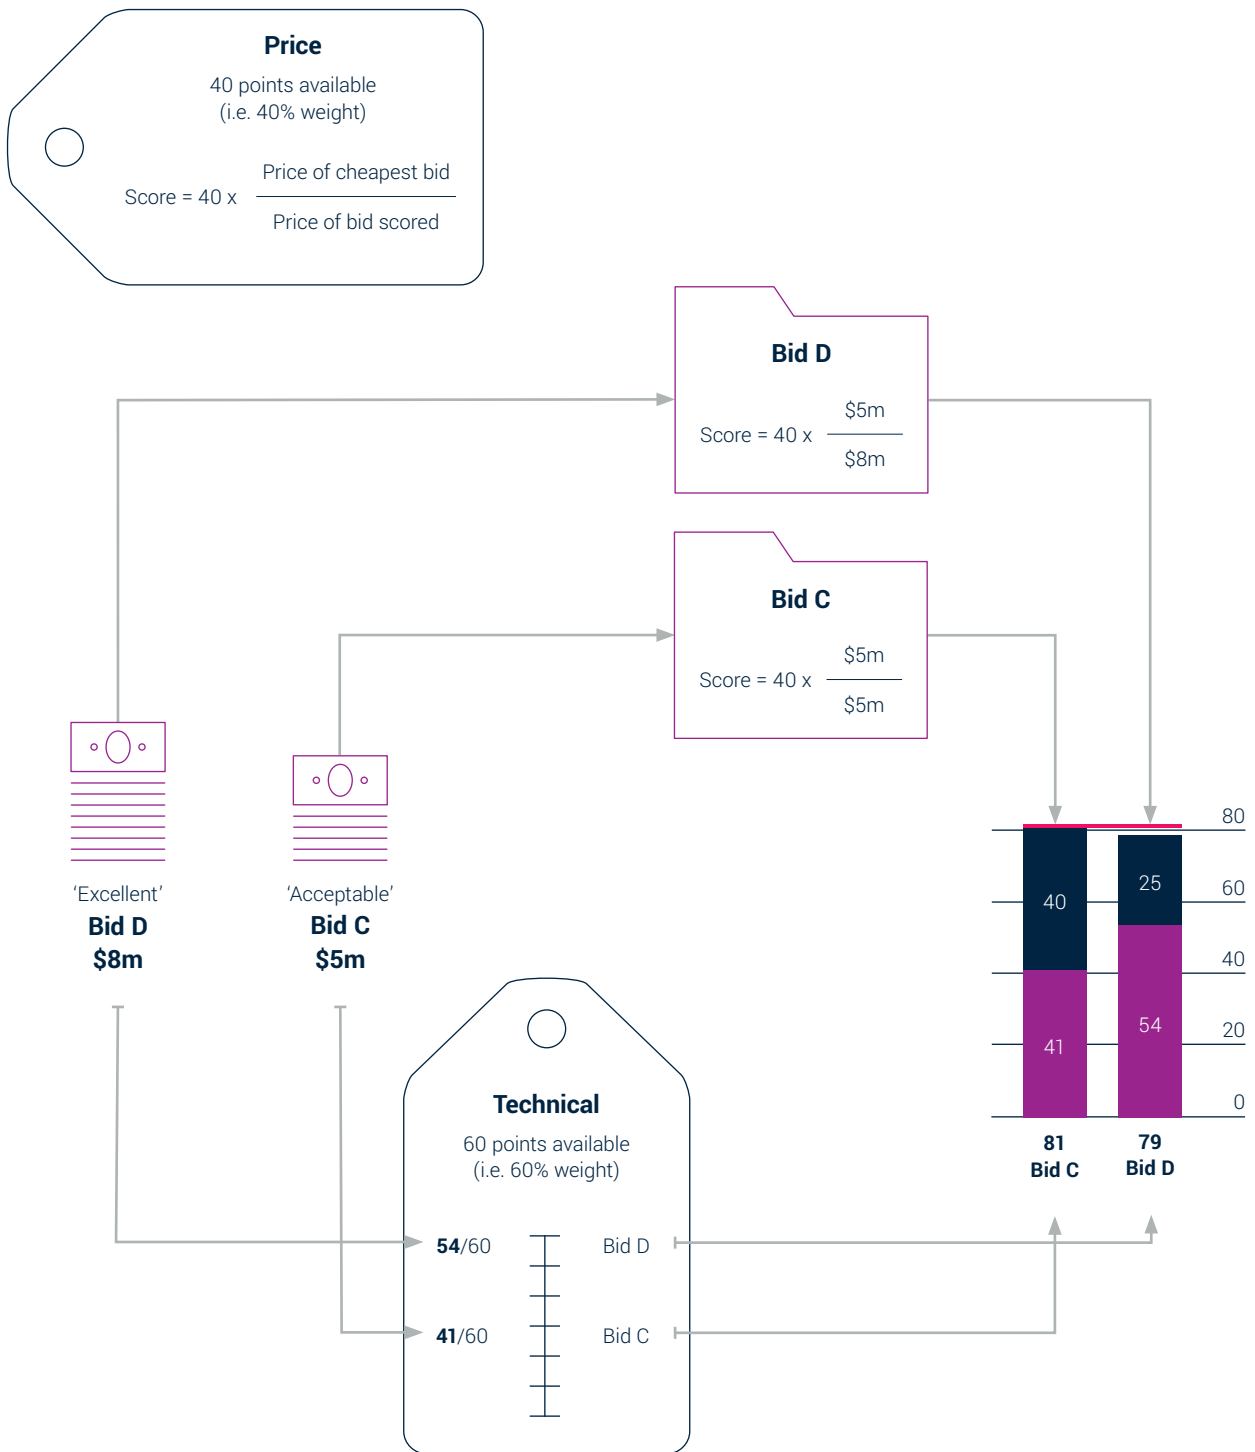 Price
40 points available
(i.e. 40% weight)
Score = 40 x
Price of cheapest bid
Price of bid scored
Bid D
Score = 40 x
$5m
$8m
Bid C
Score = 40 x
$5m
$5m
‘Excellent’
Bid D
$8m
‘Acceptable’
Bid C
$5m
80
60
40
20
0
40
41
25
54
81
Bid C
79
Bid D
Technical
60 points available
(i.e. 60% weight)
54/60
Bid D
41/60
Bid C